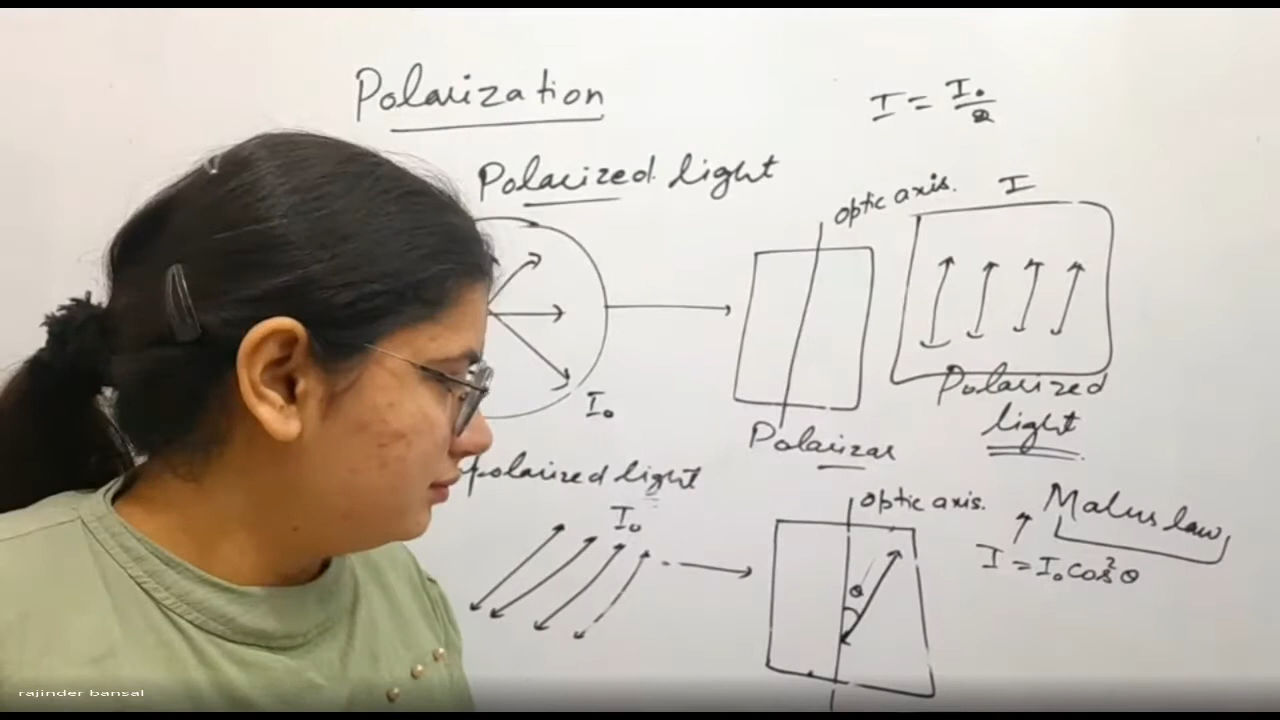 Polarization
I = I₀/2
Polarized light
optic axis.
I
I₀
Polarized
light
Polarizar
polarized light
I₀
optic axis.
Malus law
θ
I = I₀cos²θ
rajinder bansal